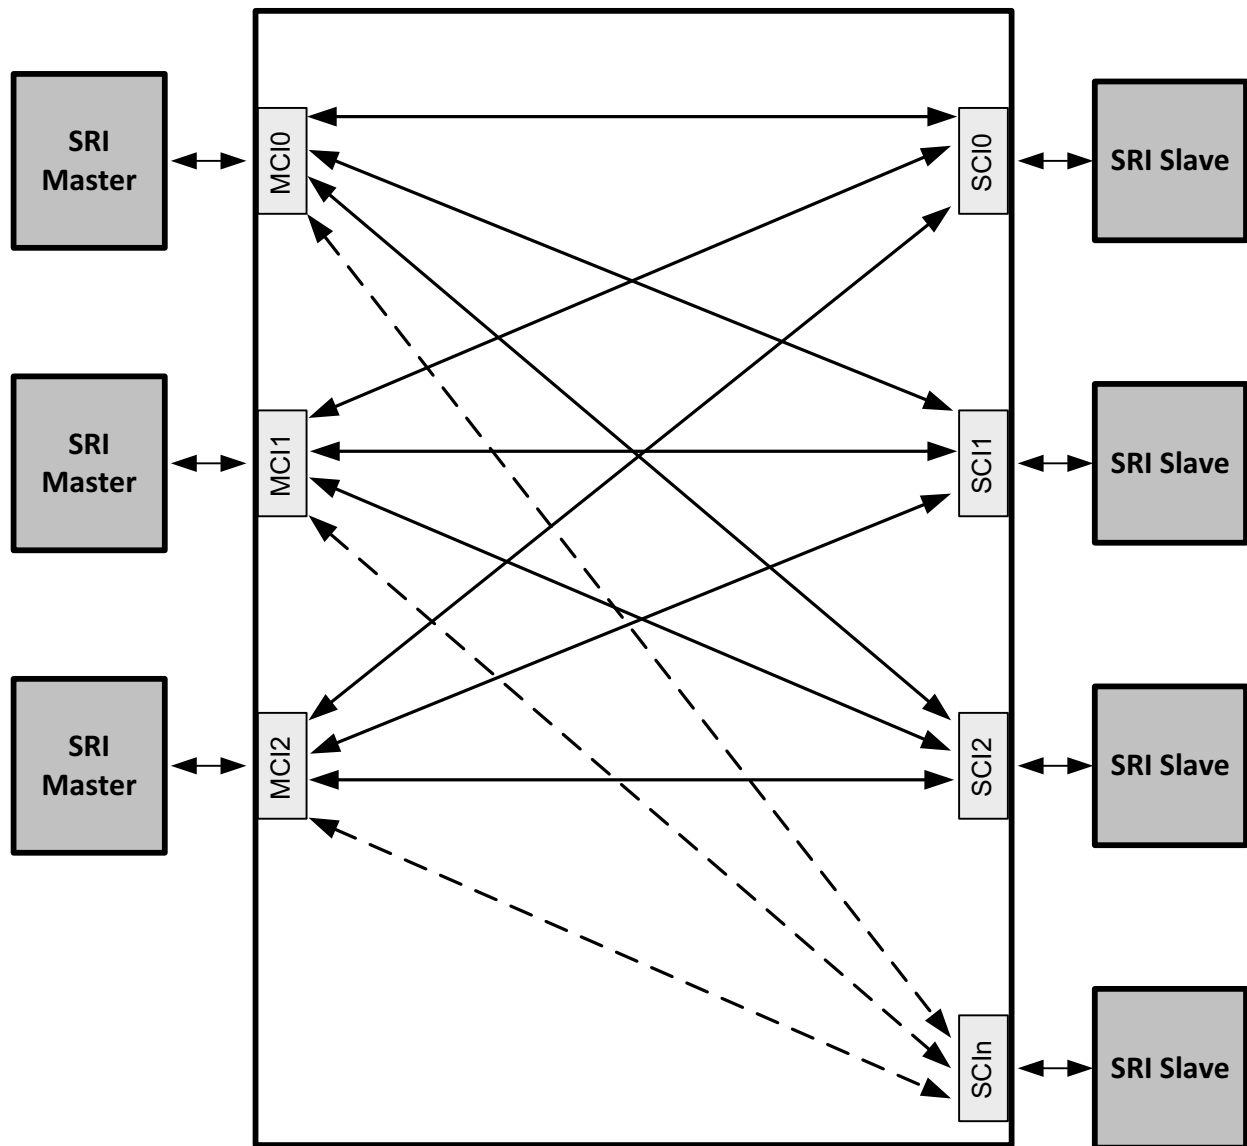 SRI
Master
MCI0
SCI0
SRI Slave
SRI
Master
MCI1
SCI1
SRI Slave
SRI
Master
MCI2
SCI2
SRI Slave
SCIn
SRI Slave